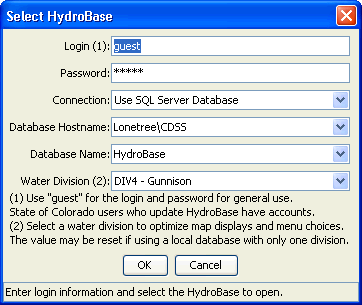 Select HydroBase
Login (1): guest
Password: *****
Connection: Use SQL Server Database
Database Hostname: Lonetree\CDSS
Database Name: HydroBase
Water Division (2): DIV4 - Gunnison
(1) Use "guest" for the login and password for general use.
State of Colorado users who update HydroBase have accounts.
(2) Select a water division to optimize map displays and menu choices.
The value may be reset if using a local database with only one division.
OK Cancel
Enter login information and select the HydroBase to open.